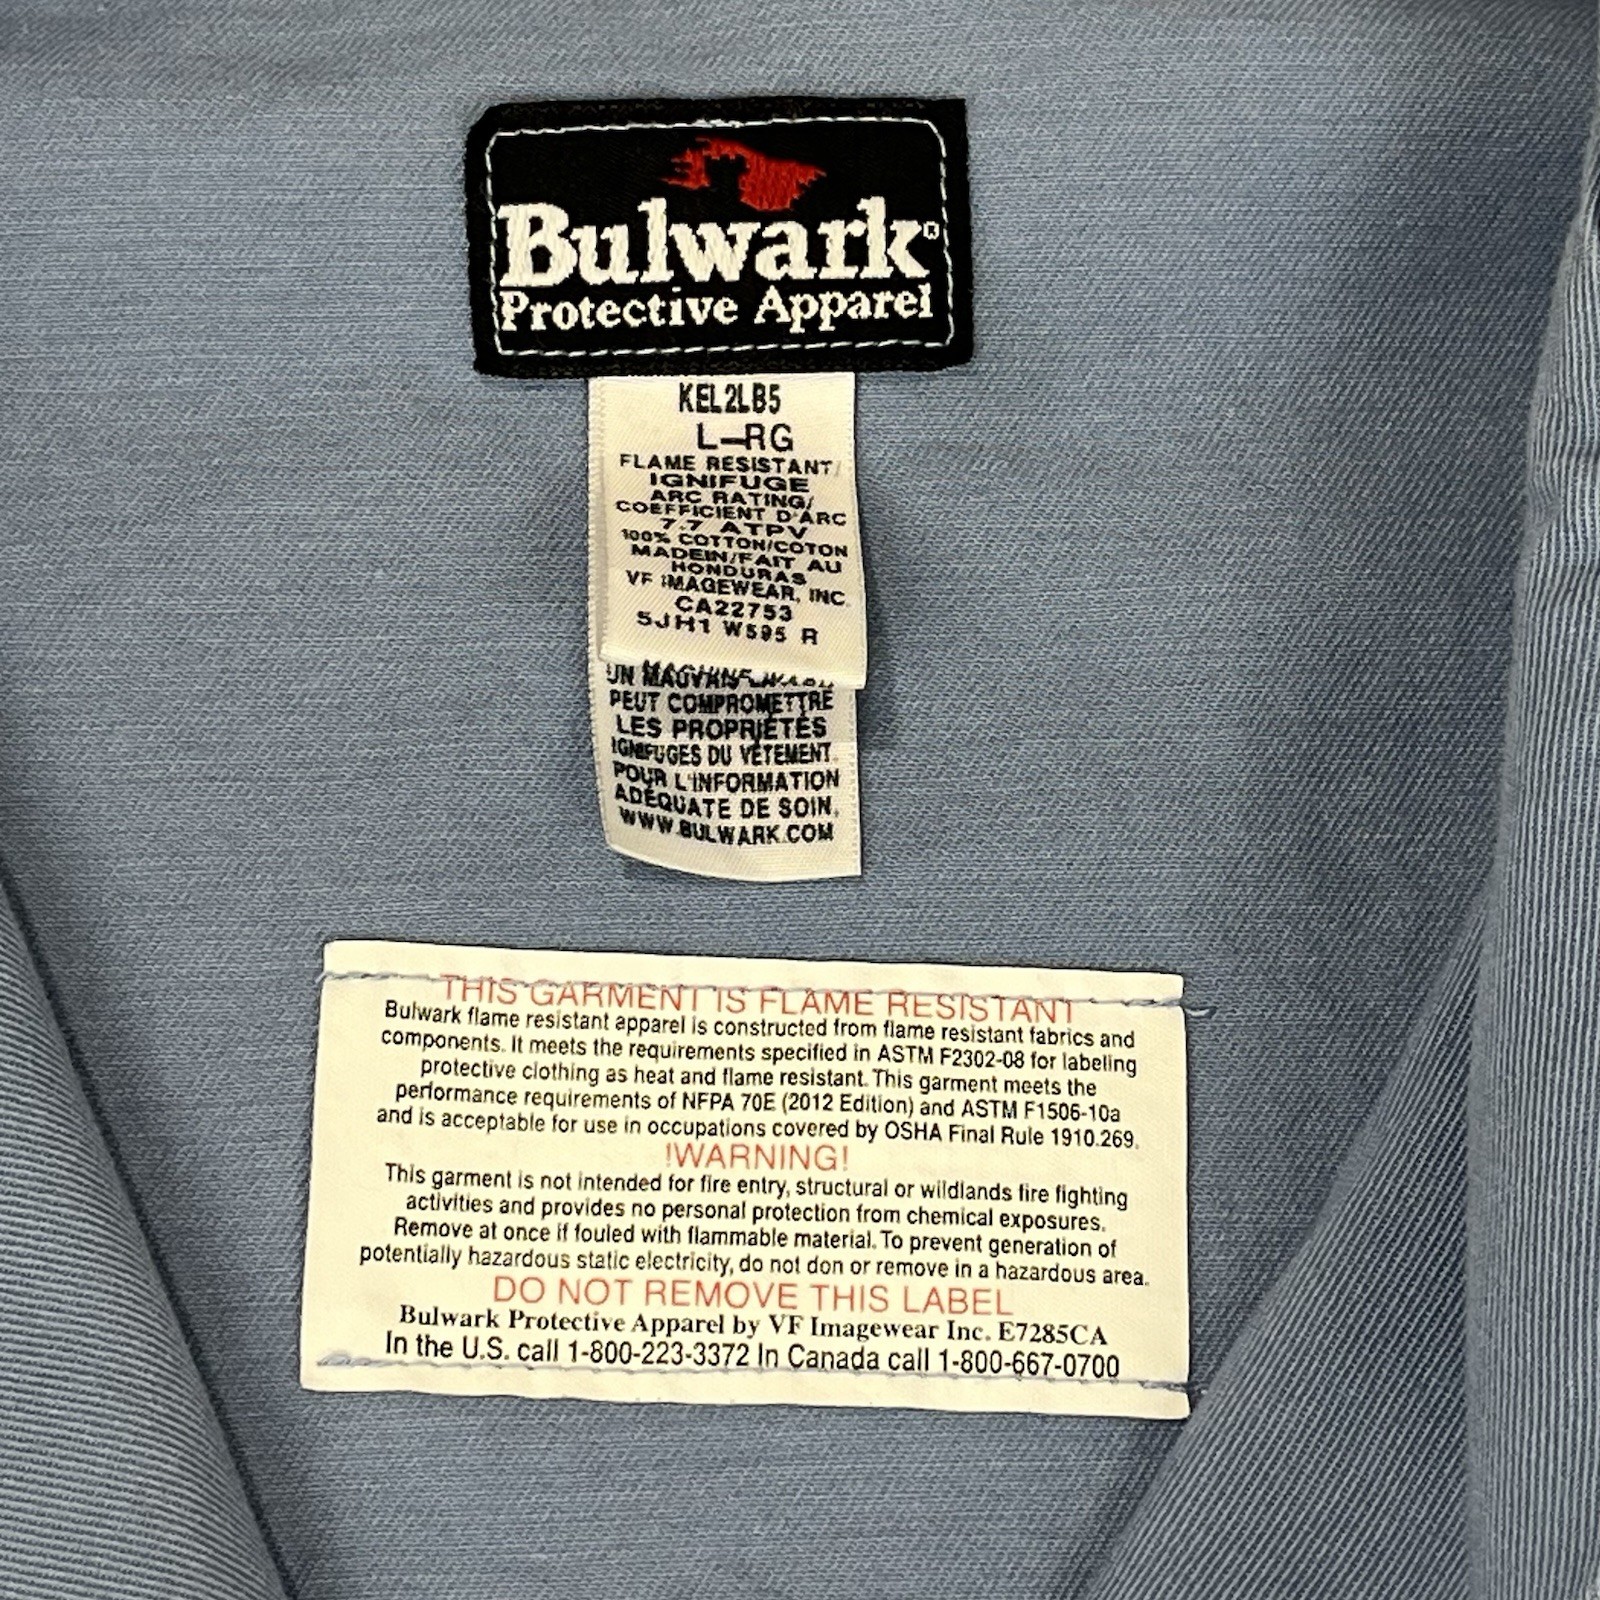 Bulwark®
Protective Apparel
KEL2LB5
L-RG
FLAME RESISTANT/
IGNIFUGE
ARC RATING/
COEFFICIENT D'ARC
7.7 ATPV
100% COTTON/COTON
MADEIN/FAIT AU
HONDURAS
VF IMAGEWEAR, INC.
CA22753
5JH1 W595 R
UN MAUVAIS
PEUT COMPROMETTRE
LES PROPRIÉTÉS
IGNIFUGES DU VÊTEMENT.
POUR L'INFORMATION
ADÉQUATE DE SOIN,
WWW.BULWARK.COM
THIS GARMENT IS FLAME RESISTANT
Bulwark flame resistant apparel is constructed from flame resistant fabrics and
components. It meets the requirements specified in ASTM F2302-08 for labeling
protective clothing as heat and flame resistant. This garment meets the
performance requirements of NFPA 70E (2012 Edition) and ASTM F1506-10a
and is acceptable for use in occupations covered by OSHA Final Rule 1910.269.
!WARNING!
This garment is not intended for fire entry, structural or wildlands fire fighting
activities and provides no personal protection from chemical exposures.
Remove at once if fouled with flammable material. To prevent generation of
potentially hazardous static electricity, do not don or remove in a hazardous area.
DO NOT REMOVE THIS LABEL
Bulwark Protective Apparel by VF Imagewear Inc. E7285CA
In the U.S. call 1-800-223-3372 In Canada call 1-800-667-0700